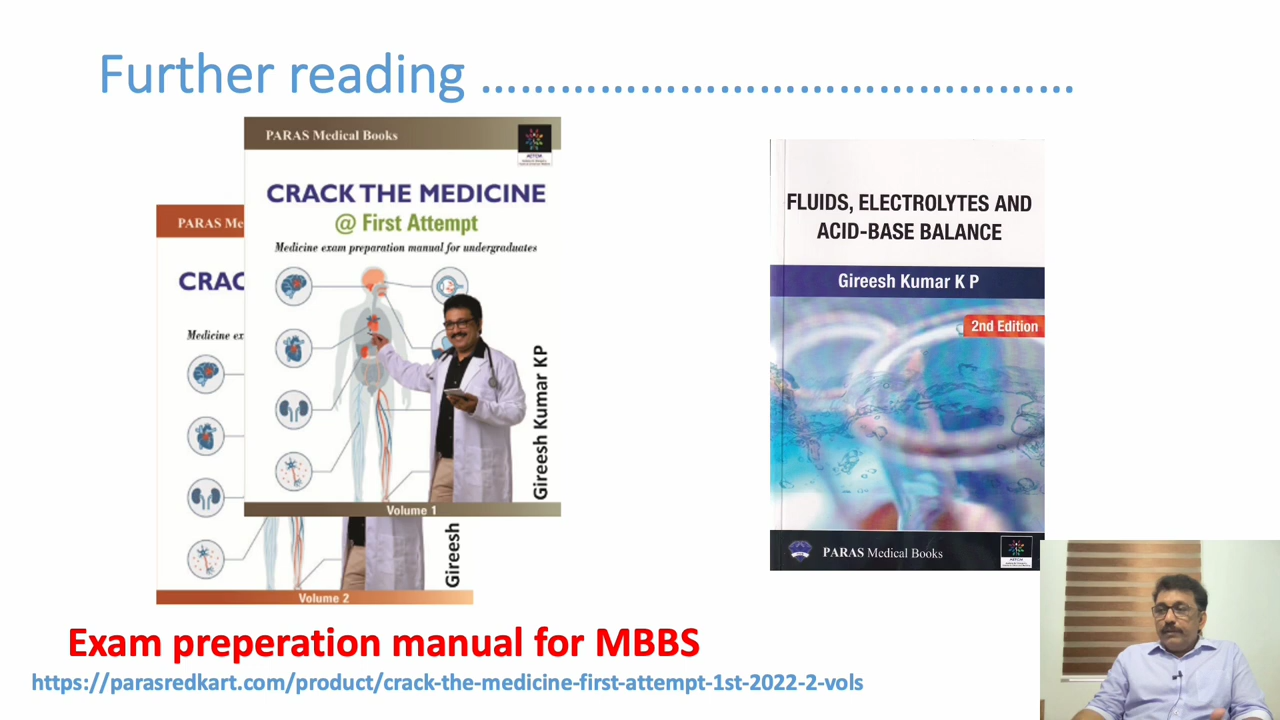 Further reading ………………………………………
PARAS Medical Books
CRACK THE MEDICINE
@ First Attempt
Medicine exam preparation manual for undergraduates
Gireesh Kumar KP
Volume 1
PARAS Me
CRAC
Medicine ex
Gireesh
Volume 2
FLUIDS, ELECTROLYTES AND
ACID-BASE BALANCE
Gireesh Kumar K P
2nd Edition
PARAS Medical Books
Exam preperation manual for MBBS
https://parasredkart.com/product/crack-the-medicine-first-attempt-1st-2022-2-vols